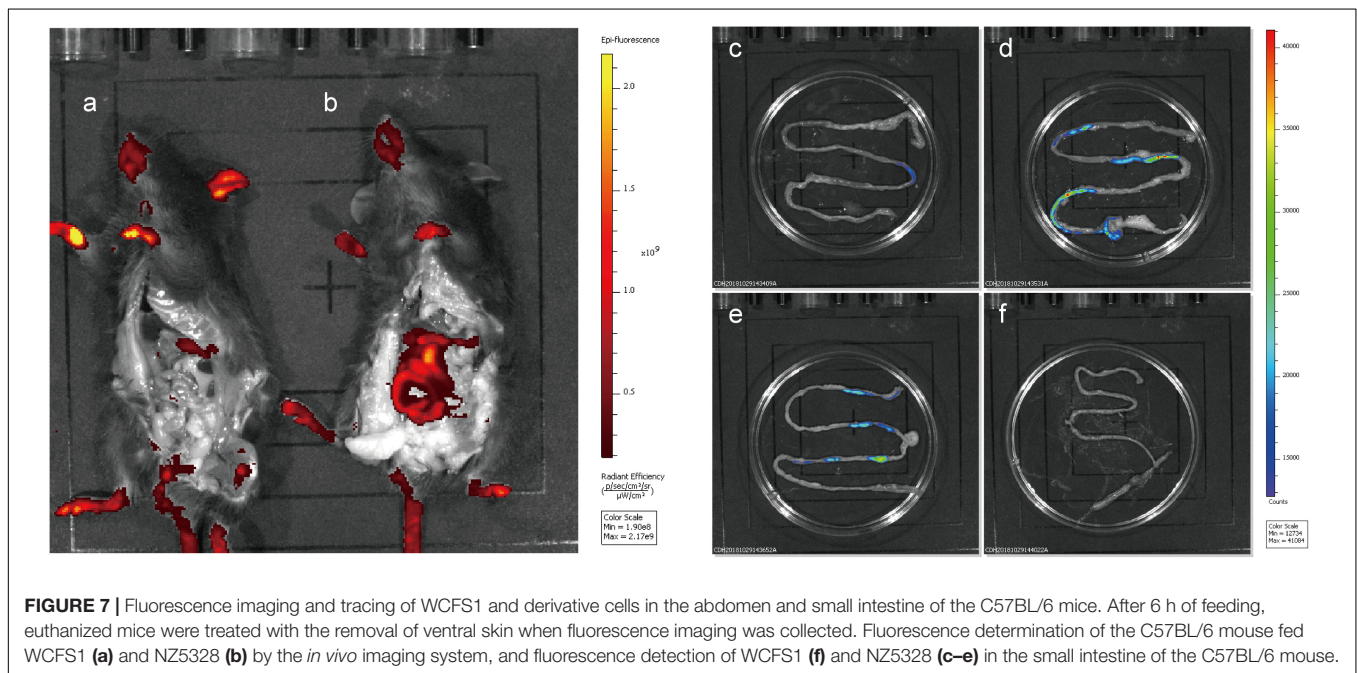 a
b
Epi-fluorescence
2.0
1.5
x10⁹
1.0
0.5
Radiant Efficiency
(p/sec/cm²/sr / µW/cm²)
Color Scale
Min = 1.90e8
Max = 2.17e9
c
CDH20181029143409A
d
CDH20181029143531A
e
CDH20181029143652A
f
CDH20181029144022A
40000
35000
30000
25000
20000
15000
Counts
Color Scale
Min = 12734
Max = 41084
FIGURE 7 | Fluorescence imaging and tracing of WCFS1 and derivative cells in the abdomen and small intestine of the C57BL/6 mice. After 6 h of feeding,
euthanized mice were treated with the removal of ventral skin when fluorescence imaging was collected. Fluorescence determination of the C57BL/6 mouse fed
WCFS1 (a) and NZ5328 (b) by the in vivo imaging system, and fluorescence detection of WCFS1 (f) and NZ5328 (c–e) in the small intestine of the C57BL/6 mouse.